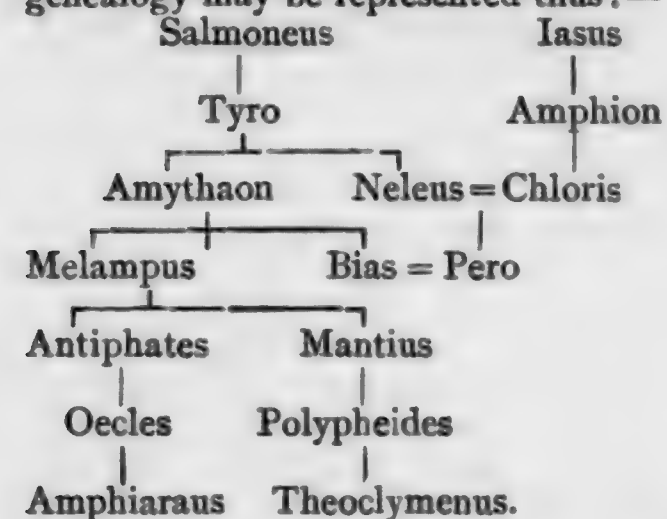 genealogy may be represented thus:—
Salmoneus Iasus
Tyro Amphion
Amythaon Neleus = Chloris
Melampus Bias = Pero
Antiphates Mantius
Oecles Polypheides
Amphiaraus Theoclymenus.